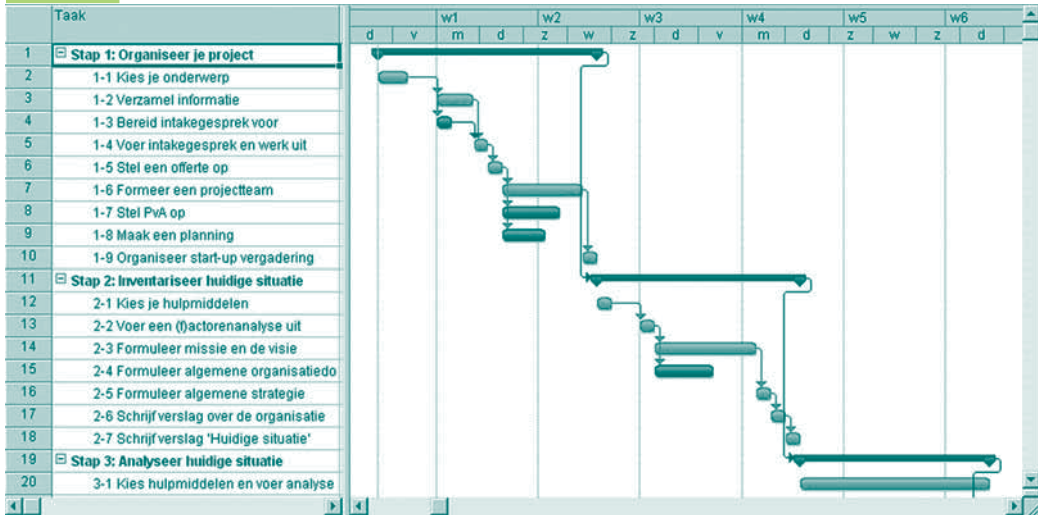 Taak
w1 w2 w3 w4 w5 w6
d v m d z w z d v m d z w z d
1 Stap 1: Organiseer je project
2 1-1 Kies je onderwerp
3 1-2 Verzamel informatie
4 1-3 Bereid intakegesprek voor
5 1-4 Voer intakegesprek en werk uit
6 1-5 Stel een offerte op
7 1-6 Formeer een projectteam
8 1-7 Stel PvA op
9 1-8 Maak een planning
10 1-9 Organiseer start-up vergadering
11 Stap 2: Inventariseer huidige situatie
12 2-1 Kies je hulpmiddelen
13 2-2 Voer een (f)actorenanalyse uit
14 2-3 Formuleer missie en de visie
15 2-4 Formuleer algemene organisatiedo
16 2-5 Formuleer algemene strategie
17 2-6 Schrijf verslag over de organisatie
18 2-7 Schrijf verslag 'Huidige situatie'
19 Stap 3: Analyseer huidige situatie
20 3-1 Kies hulpmiddelen en voer analyse